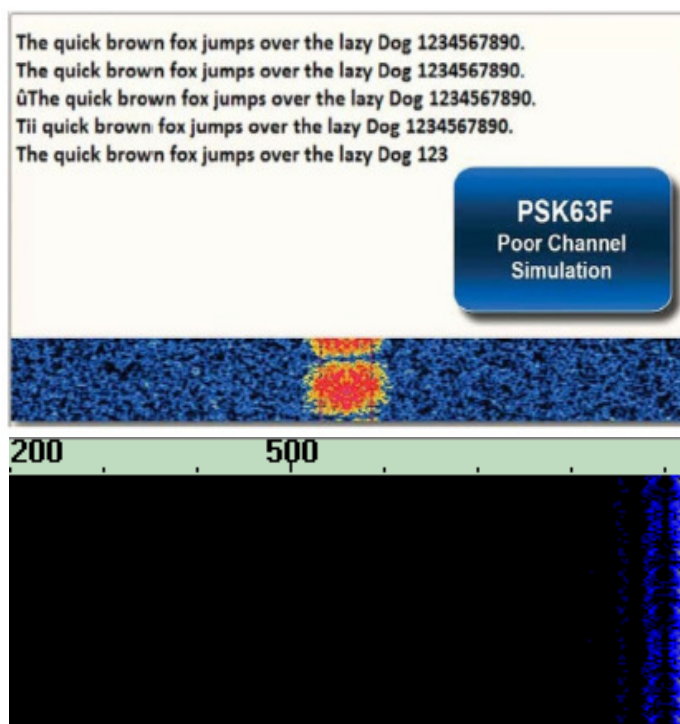 The quick brown fox jumps over the lazy Dog 1234567890.
The quick brown fox jumps over the lazy Dog 1234567890.
ûThe quick brown fox jumps over the lazy Dog 1234567890.
Tii quick brown fox jumps over the lazy Dog 1234567890.
The quick brown fox jumps over the lazy Dog 123
PSK63F
Poor Channel
Simulation
200 500